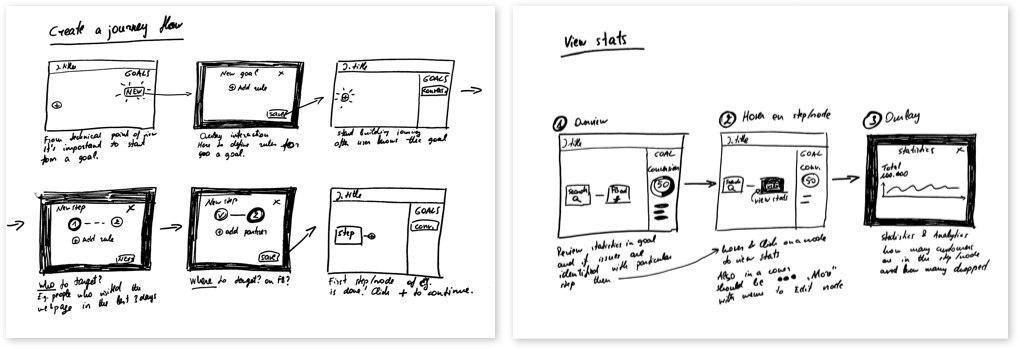 Create a journey flow
J. title
GOALS
NEW
From technical point of view
it's important to start
from a goal.
New goal x
+ Add rule
save
Overlay interaction
How to define rules for
a goal.
J. title
GOALS
start building journey
after user knows the goal
New step
1 - - - 2
+ Add rule
Next
Who to target?
E.g. people who visited the
webpage in the last 3 days
New step x
2
+ add partner
save!
Where to target? on FB?
J. title
GOALS
conv.
step
First step/node
is done! Click + to continue.
View stats
1 Overview
J. title
GOAL
conversion
search
50
Review statistics in goal
and if issues are
identified with particular
step then
2 Hover on step/node
J. title
GOAL
conv.
search
50
view stats
hover & click on a node
to view stats
Also in a
should be ... "More"
with menu to Edit node
3 Overlay
statistics x
Total
100.000
Statistics & Analytics
how many customers
in the step/node
and how many dropped